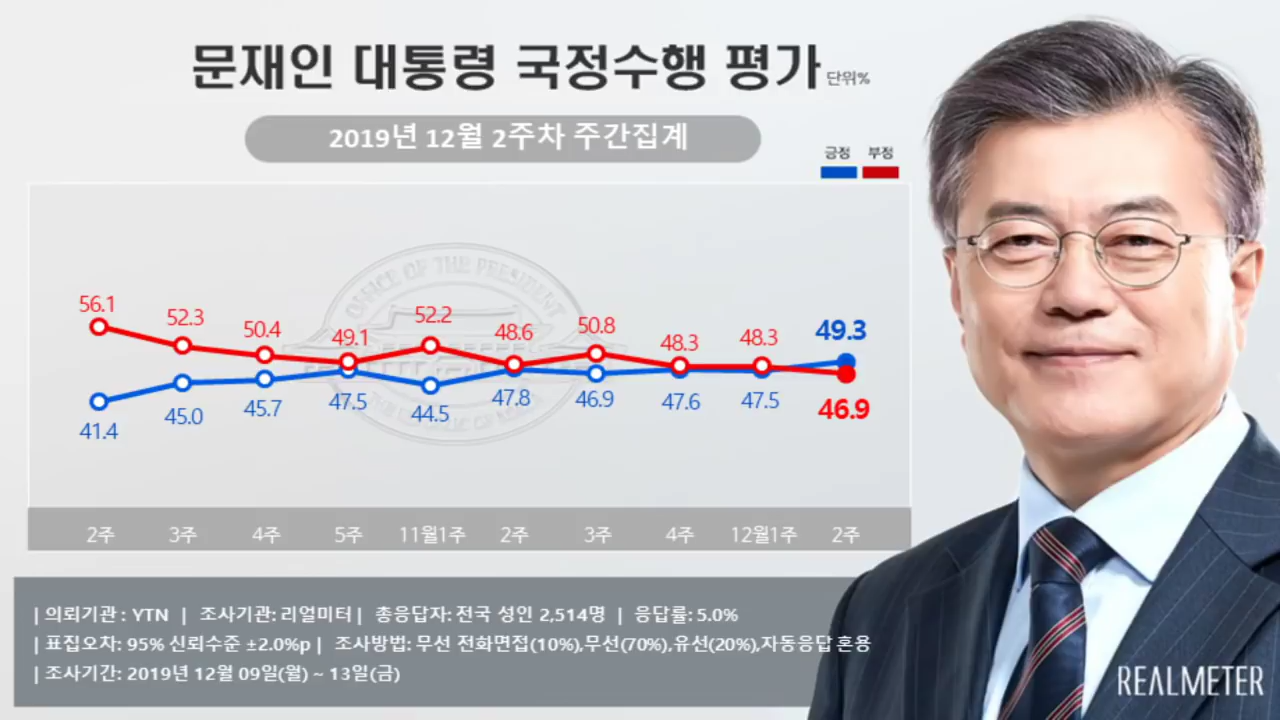 문재인 대통령 국정수행 평가 단위%
2019년 12월 2주차 주간집계
긍정 부정
56.1 52.3 50.4 49.1 52.2 48.6 50.8 48.3 48.3 49.3
41.4 45.0 45.7 47.5 44.5 47.8 46.9 47.6 47.5 46.9
OFFICE OF THE PRESIDENT
2주 3주 4주 5주 11월1주 2주 3주 4주 12월1주 2주
| 의뢰기관 : YTN | 조사기관: 리얼미터 | 총응답자: 전국 성인 2,514명 | 응답률: 5.0%
| 표집오차: 95% 신뢰수준 ±2.0%p | 조사방법: 무선 전화면접(10%),무선(70%),유선(20%),자동응답 혼용
| 조사기간: 2019년 12월 09일(월) ~ 13일(금)
REALMETER